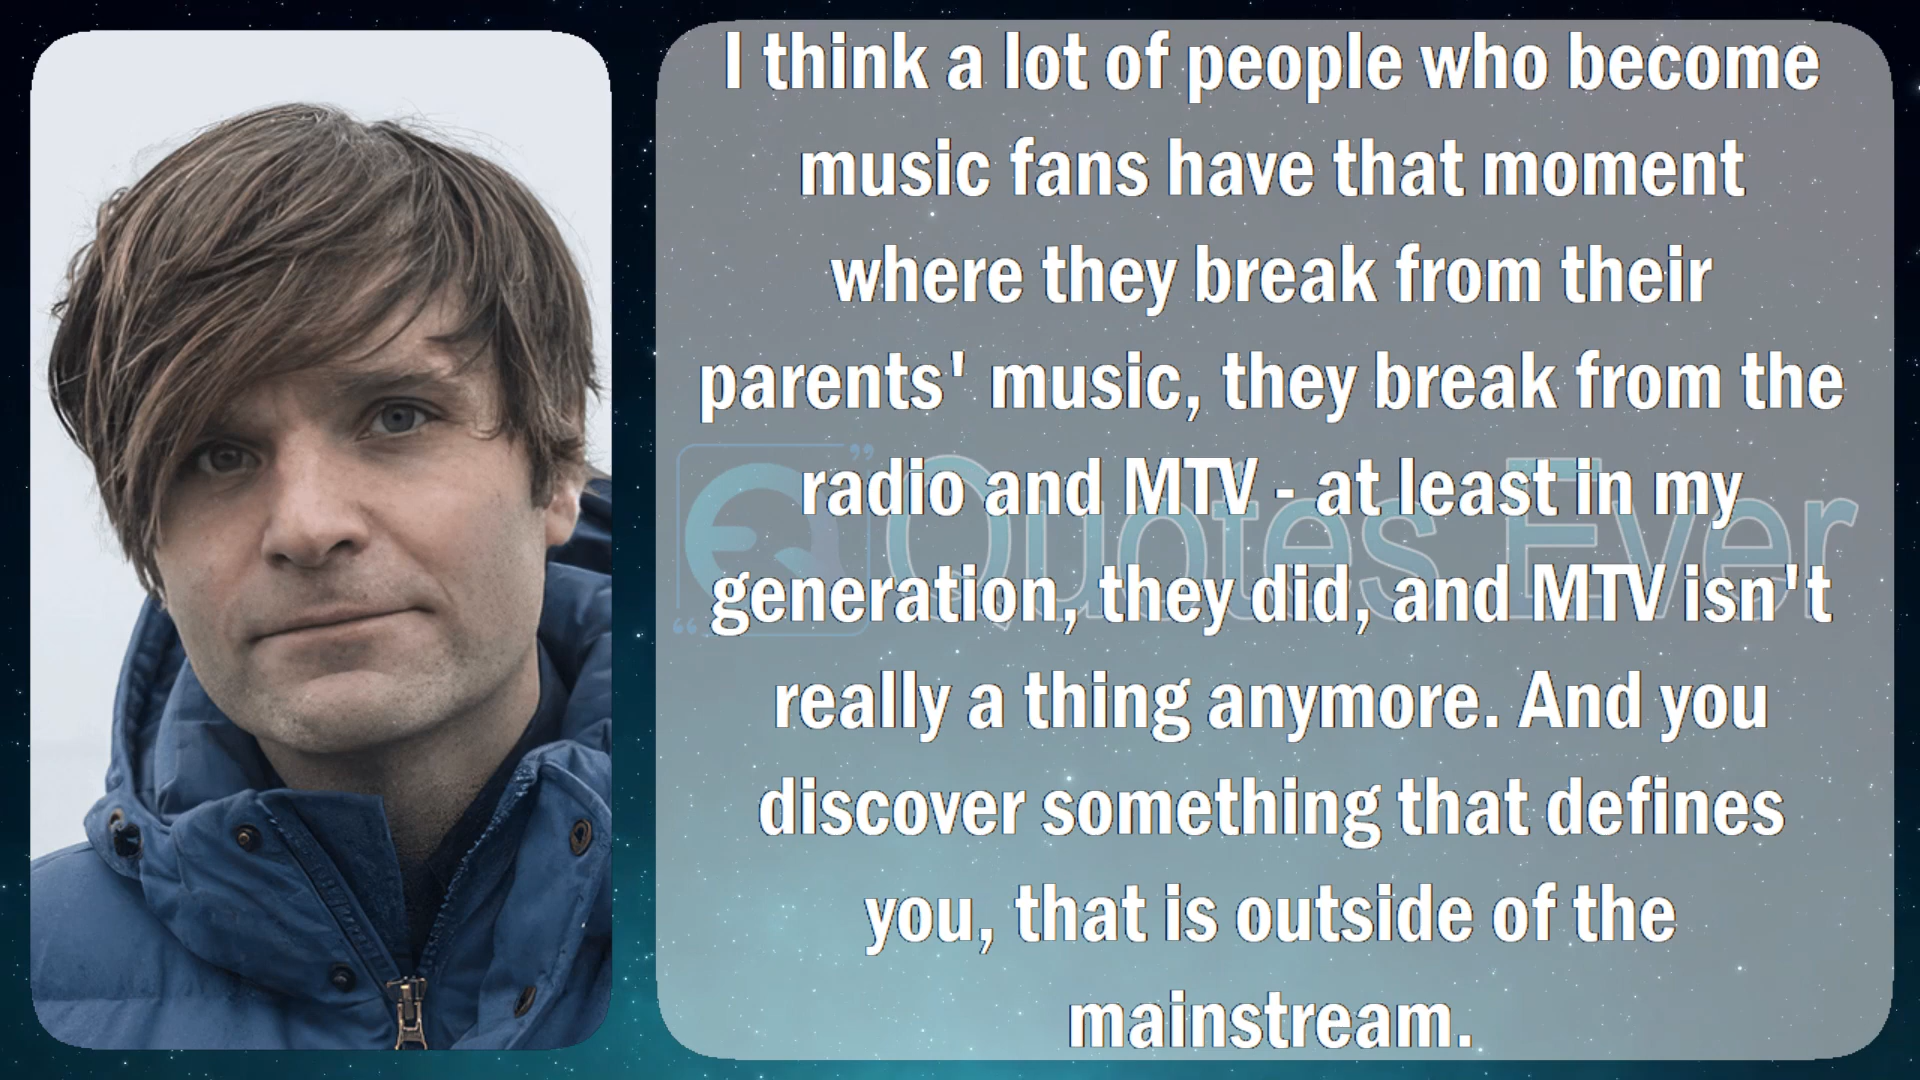 I think a lot of people who become
music fans have that moment
where they break from their
parents' music, they break from the
radio and MTV - at least in my
generation, they did, and MTV isn't
really a thing anymore. And you
discover something that defines
you, that is outside of the
mainstream.
Quotes Ever